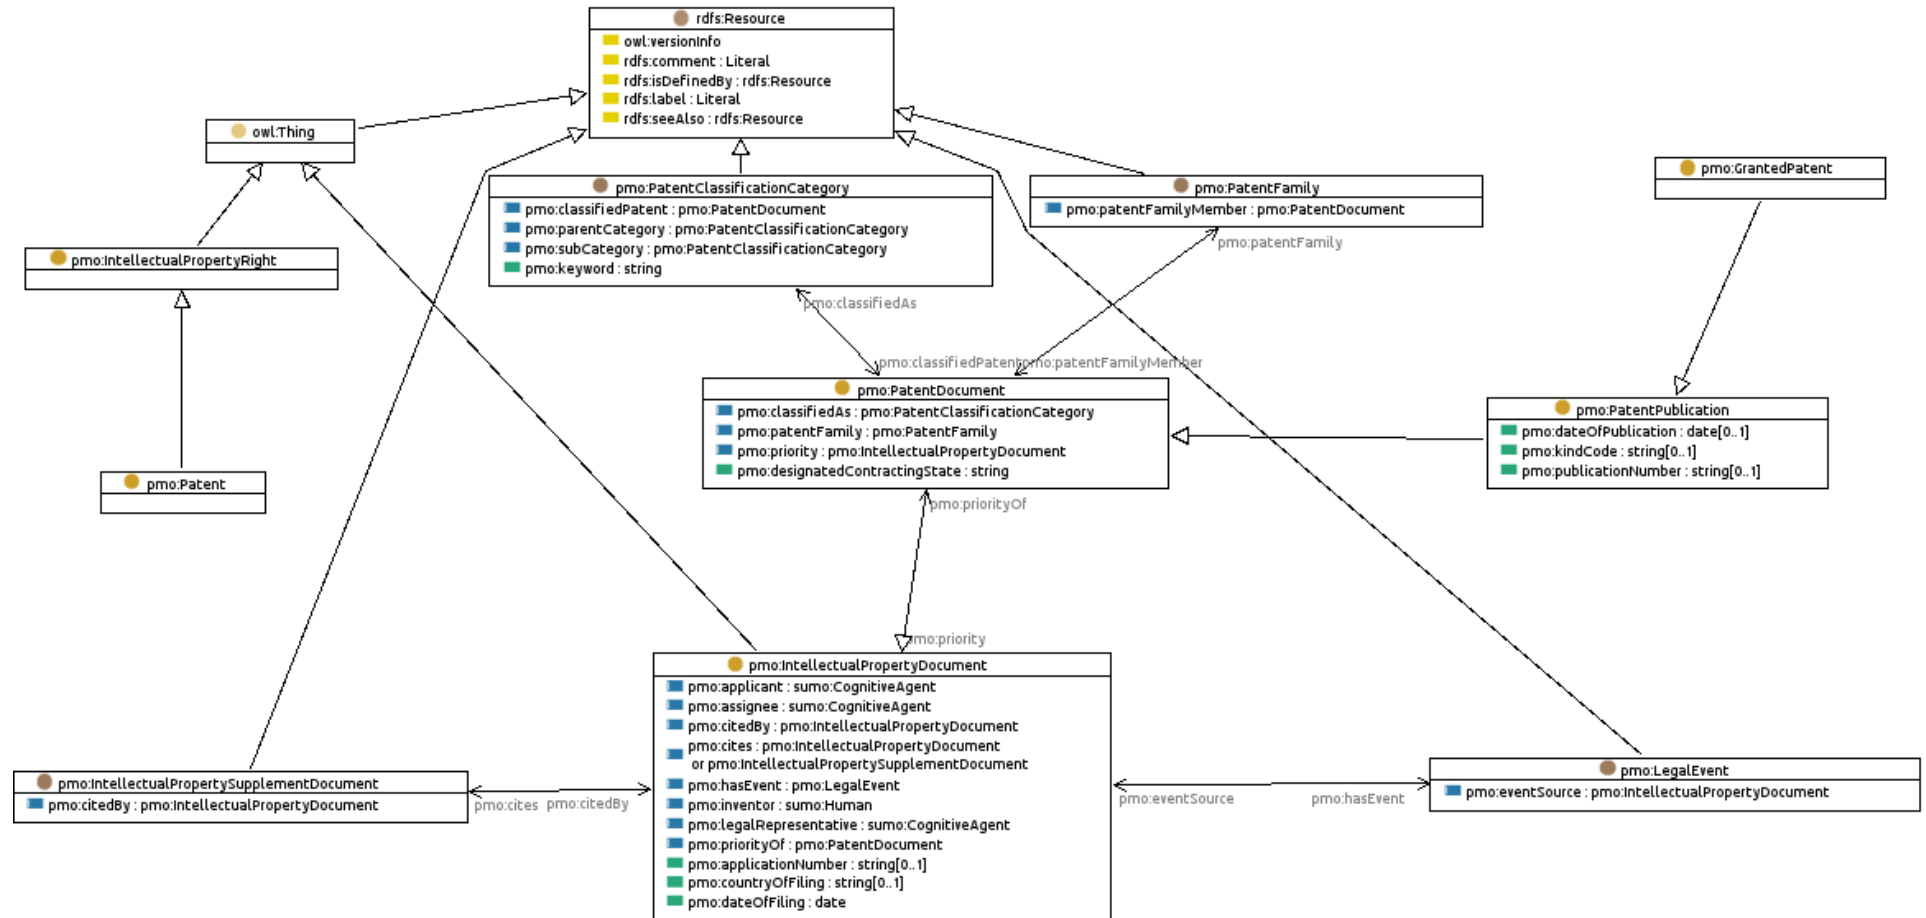 rdfs:Resource
owl:versionInfo
rdfs:comment : Literal
rdfs:isDefinedBy : rdfs:Resource
rdfs:label : Literal
rdfs:seeAlso : rdfs:Resource
owl:Thing
pmo:PatentClassificationCategory
pmo:classifiedPatent : pmo:PatentDocument
pmo:parentCategory : pmo:PatentClassificationCategory
pmo:subCategory : pmo:PatentClassificationCategory
pmo:keyword : string
pmo:PatentFamily
pmo:patentFamilyMember : pmo:PatentDocument
pmo:GrantedPatent
pmo:IntellectualPropertyRight
pmo:patentFamily
pmo:classifiedAs
pmo:classifiedPatent
pmo:patentFamilyMember
pmo:PatentDocument
pmo:classifiedAs : pmo:PatentClassificationCategory
pmo:patentFamily : pmo:PatentFamily
pmo:priority : pmo:IntellectualPropertyDocument
pmo:designatedContractingState : string
pmo:PatentPublication
pmo:dateOfPublication : date[0..1]
pmo:kindCode : string[0..1]
pmo:publicationNumber : string[0..1]
pmo:Patent
pmo:priorityOf
pmo:priority
pmo:IntellectualPropertyDocument
pmo:applicant : sumo:CognitiveAgent
pmo:assignee : sumo:CognitiveAgent
pmo:citedBy : pmo:IntellectualPropertyDocument
pmo:cites : pmo:IntellectualPropertyDocument
or pmo:IntellectualPropertySupplementDocument
pmo:hasEvent : pmo:LegalEvent
pmo:inventor : sumo:Human
pmo:legalRepresentative : sumo:CognitiveAgent
pmo:priorityOf : pmo:PatentDocument
pmo:applicationNumber : string[0..1]
pmo:countryOfFiling : string[0..1]
pmo:dateOfFiling : date
pmo:IntellectualPropertySupplementDocument
pmo:citedBy : pmo:IntellectualPropertyDocument
pmo:cites
pmo:citedBy
pmo:eventSource
pmo:hasEvent
pmo:LegalEvent
pmo:eventSource : pmo:IntellectualPropertyDocument